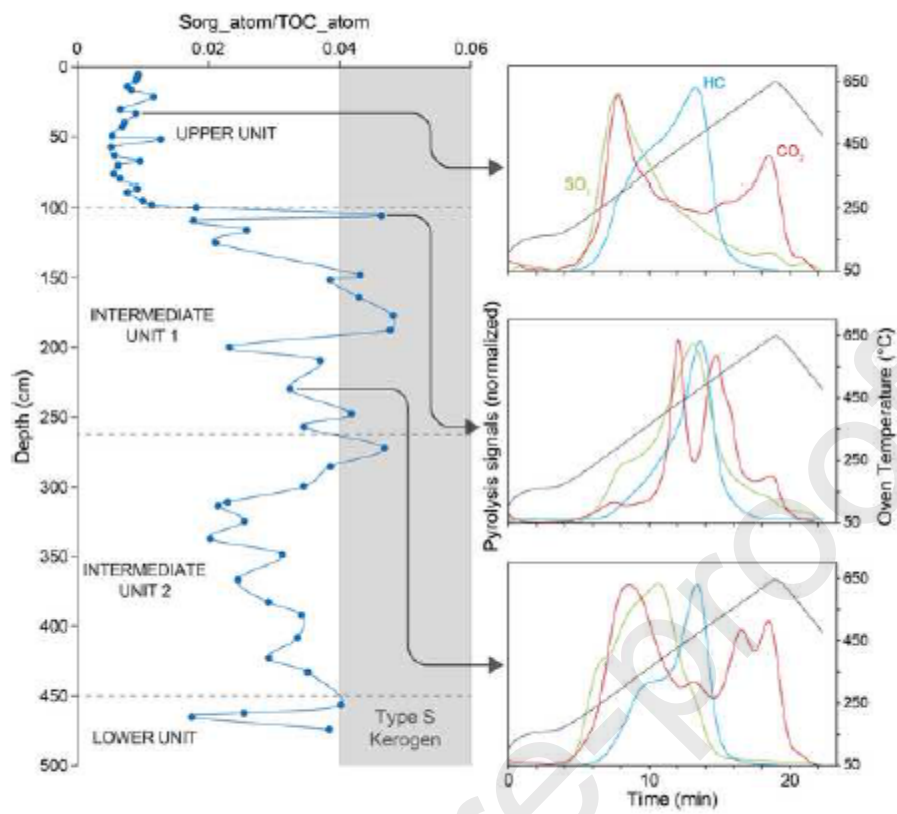 Sorg_atom/TOC_atom
0 0.02 0.04 0.06
0
50
100
150
200
250
300
350
400
450
500
Depth (cm)
UPPER UNIT
INTERMEDIATE
UNIT 1
INTERMEDIATE
UNIT 2
LOWER UNIT
Type S
Kerogen
HC
SO₂
CO₂
650
450
250
50
650
450
250
50
650
450
250
50
Pyrolysis signals (normalized)
Oven Temperature (°C)
0 10 20
Time (min)
re-proof